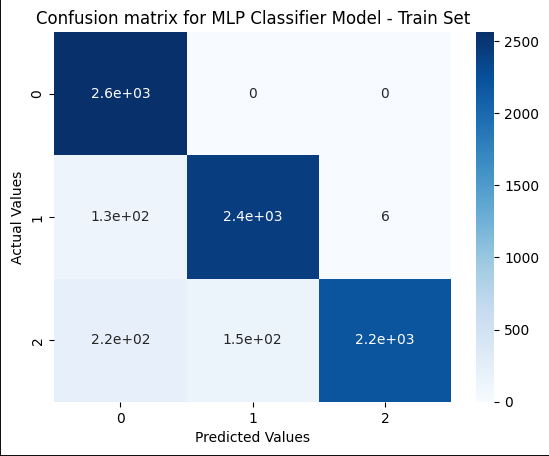 Confusion matrix for MLP Classifier Model - Train Set
Actual Values
0
2.6e+03
0
0
1
1.3e+02
2.4e+03
6
2
2.2e+02
1.5e+02
2.2e+03
0
1
2
Predicted Values
2500
2000
1500
1000
500
0